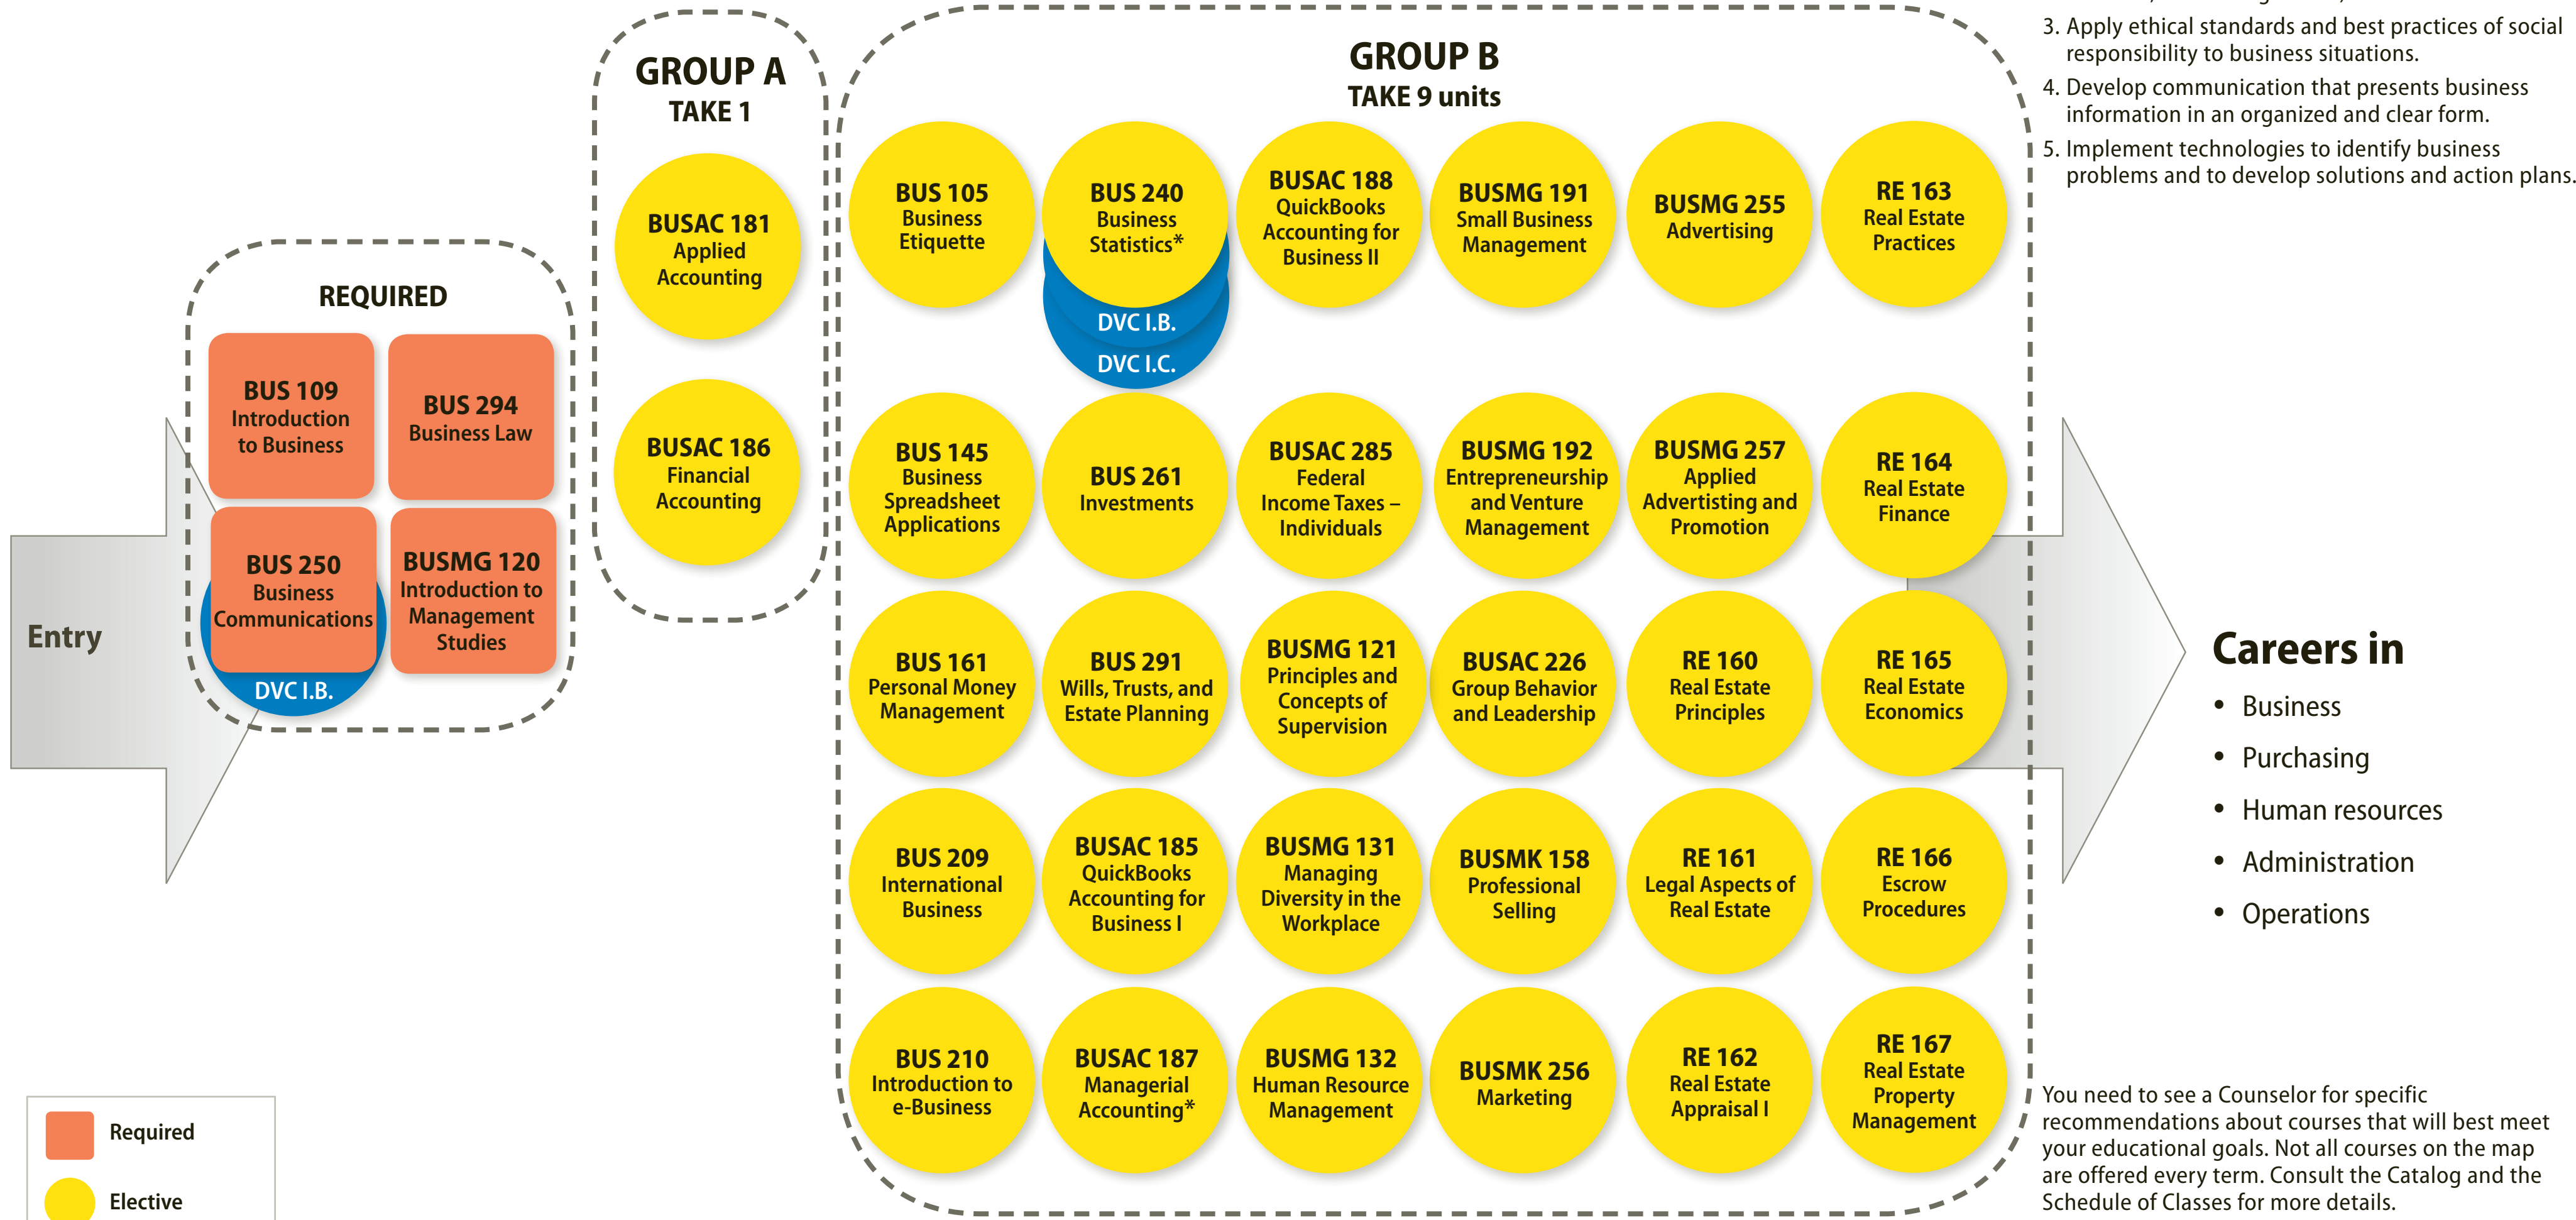 3. Apply ethical standards and best practices of social
responsibility to business situations.
4. Develop communication that presents business
information in an organized and clear form.
5. Implement technologies to identify business
problems and to develop solutions and action plans.
Entry
REQUIRED
BUS 109
Introduction
to Business
BUS 294
Business Law
BUS 250
Business
Communications
DVC I.B.
BUSMG 120
Introduction to
Management
Studies
GROUP A
TAKE 1
BUSAC 181
Applied
Accounting
BUSAC 186
Financial
Accounting
GROUP B
TAKE 9 units
BUS 105
Business
Etiquette
BUS 240
Business
Statistics*
DVC I.B.
DVC I.C.
BUSAC 188
QuickBooks
Accounting for
Business II
BUSMG 191
Small Business
Management
BUSMG 255
Advertising
RE 163
Real Estate
Practices
BUS 145
Business
Spreadsheet
Applications
BUS 261
Investments
BUSAC 285
Federal
Income Taxes –
Individuals
BUSMG 192
Entrepreneurship
and Venture
Management
BUSMG 257
Applied
Advertisting and
Promotion
RE 164
Real Estate
Finance
BUS 161
Personal Money
Management
BUS 291
Wills, Trusts, and
Estate Planning
BUSMG 121
Principles and
Concepts of
Supervision
BUSAC 226
Group Behavior
and Leadership
RE 160
Real Estate
Principles
RE 165
Real Estate
Economics
BUS 209
International
Business
BUSAC 185
QuickBooks
Accounting for
Business I
BUSMG 131
Managing
Diversity in the
Workplace
BUSMK 158
Professional
Selling
RE 161
Legal Aspects of
Real Estate
RE 166
Escrow
Procedures
BUS 210
Introduction to
e-Business
BUSAC 187
Managerial
Accounting*
BUSMG 132
Human Resource
Management
BUSMK 256
Marketing
RE 162
Real Estate
Appraisal I
RE 167
Real Estate
Property
Management
Careers in
• Business
• Purchasing
• Human resources
• Administration
• Operations
Required
Elective
You need to see a Counselor for specific
recommendations about courses that will best meet
your educational goals. Not all courses on the map
are offered every term. Consult the Catalog and the
Schedule of Classes for more details.